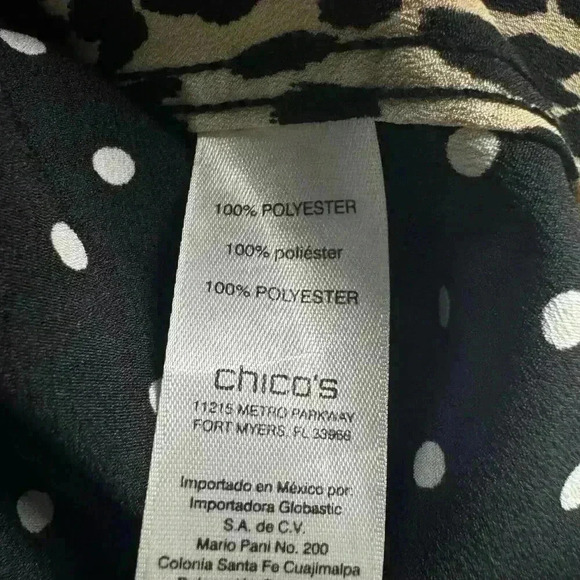 100% POLYESTER
100% poliéster
100% POLYESTER
chico's
11215 METRO PARKWAY
FORT MYERS, FL 33966
Importado en México por:
Importadora Globastic
S.A. de C.V.
Mario Pani No. 200
Colonia Santa Fe Cuajimalpa